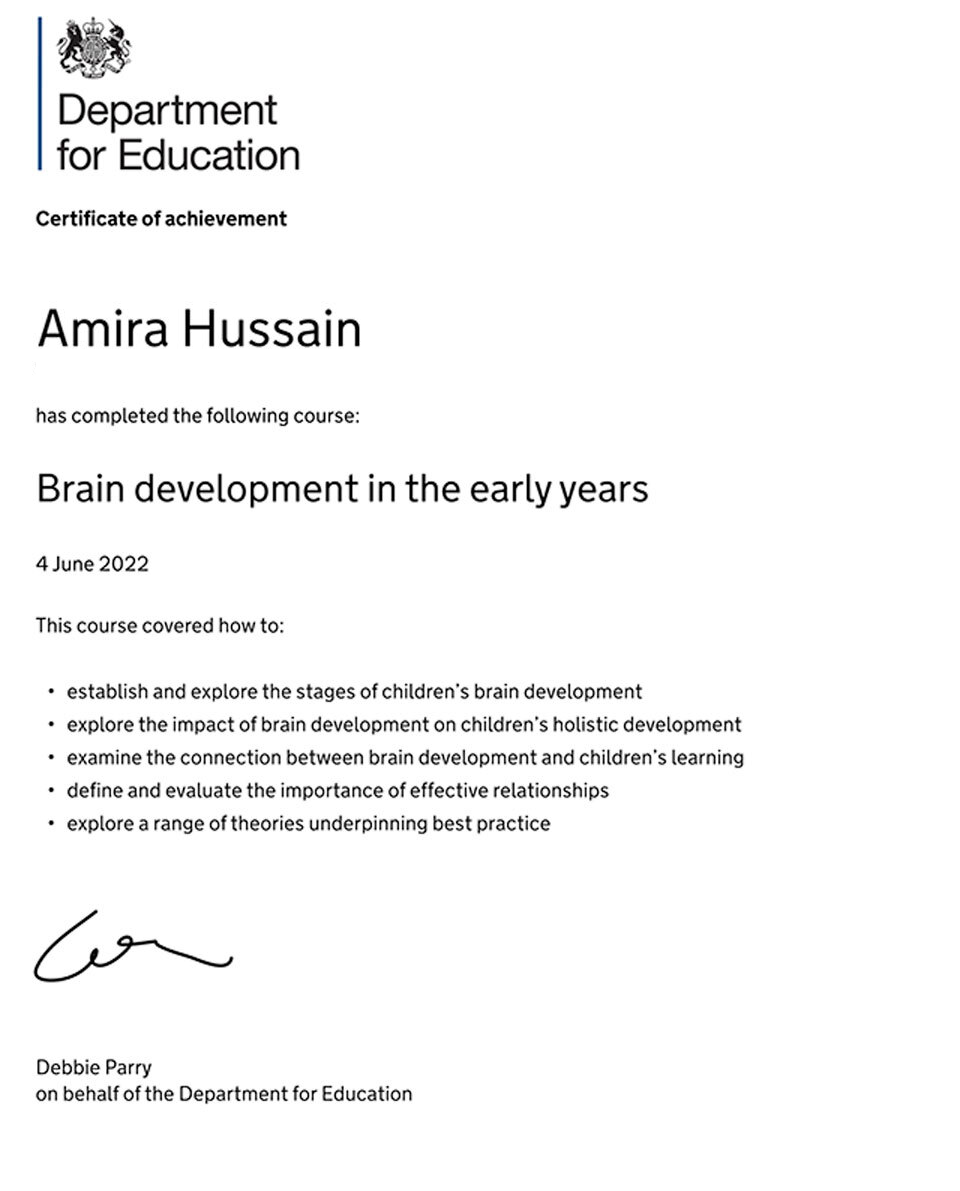 Department
for Education
Certificate of achievement
Amira Hussain
has completed the following course:
Brain development in the early years
4 June 2022
This course covered how to:
• establish and explore the stages of children’s brain development
• explore the impact of brain development on children’s holistic development
• examine the connection between brain development and children’s learning
• define and evaluate the importance of effective relationships
• explore a range of theories underpinning best practice
Debbie Parry
on behalf of the Department for Education